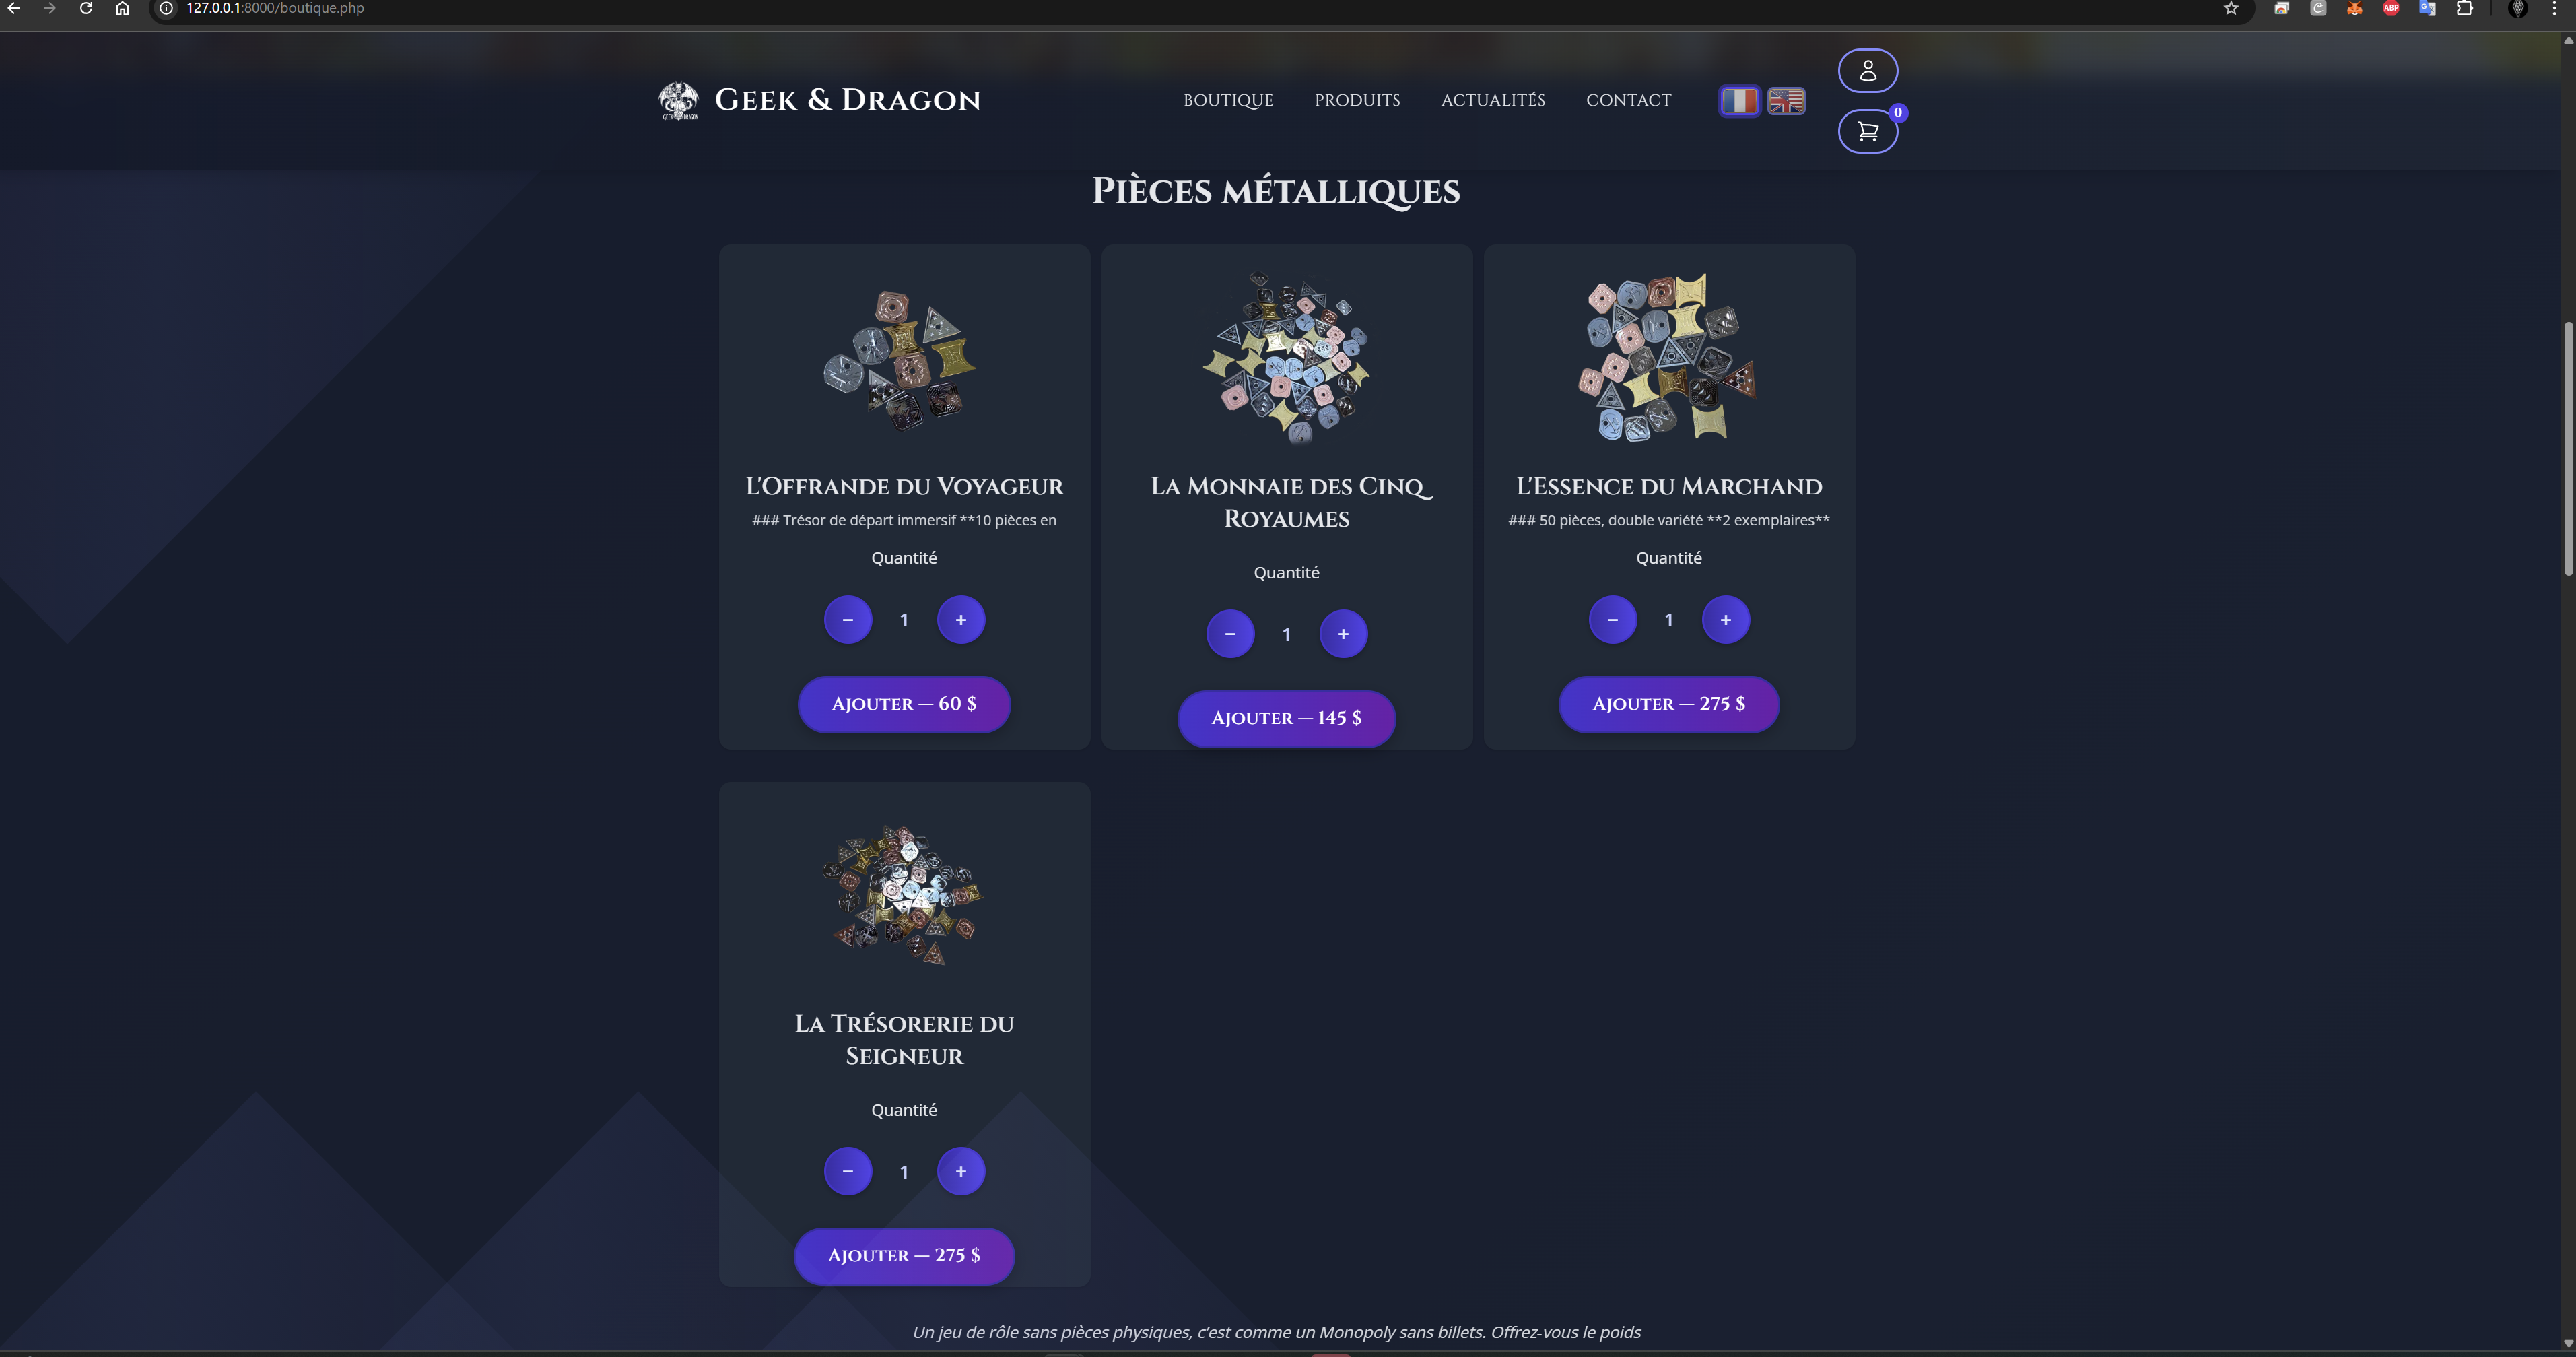 127.0.0.1:8000/boutique.php
ABP
GEEK & DRAGON
Geek & Dragon
BOUTIQUE
PRODUITS
ACTUALITÉS
CONTACT
0
Pièces métalliques
L'Offrande du Voyageur
### Trésor de départ immersif **10 pièces en
Quantité
− 1 +
Ajouter — 60 $
La Monnaie des Cinq
Royaumes
Quantité
− 1 +
Ajouter — 145 $
L'Essence du Marchand
### 50 pièces, double variété **2 exemplaires**
Quantité
− 1 +
Ajouter — 275 $
La Trésorerie du
Seigneur
Quantité
− 1 +
Ajouter — 275 $
Un jeu de rôle sans pièces physiques, c’est comme un Monopoly sans billets. Offrez-vous le poids